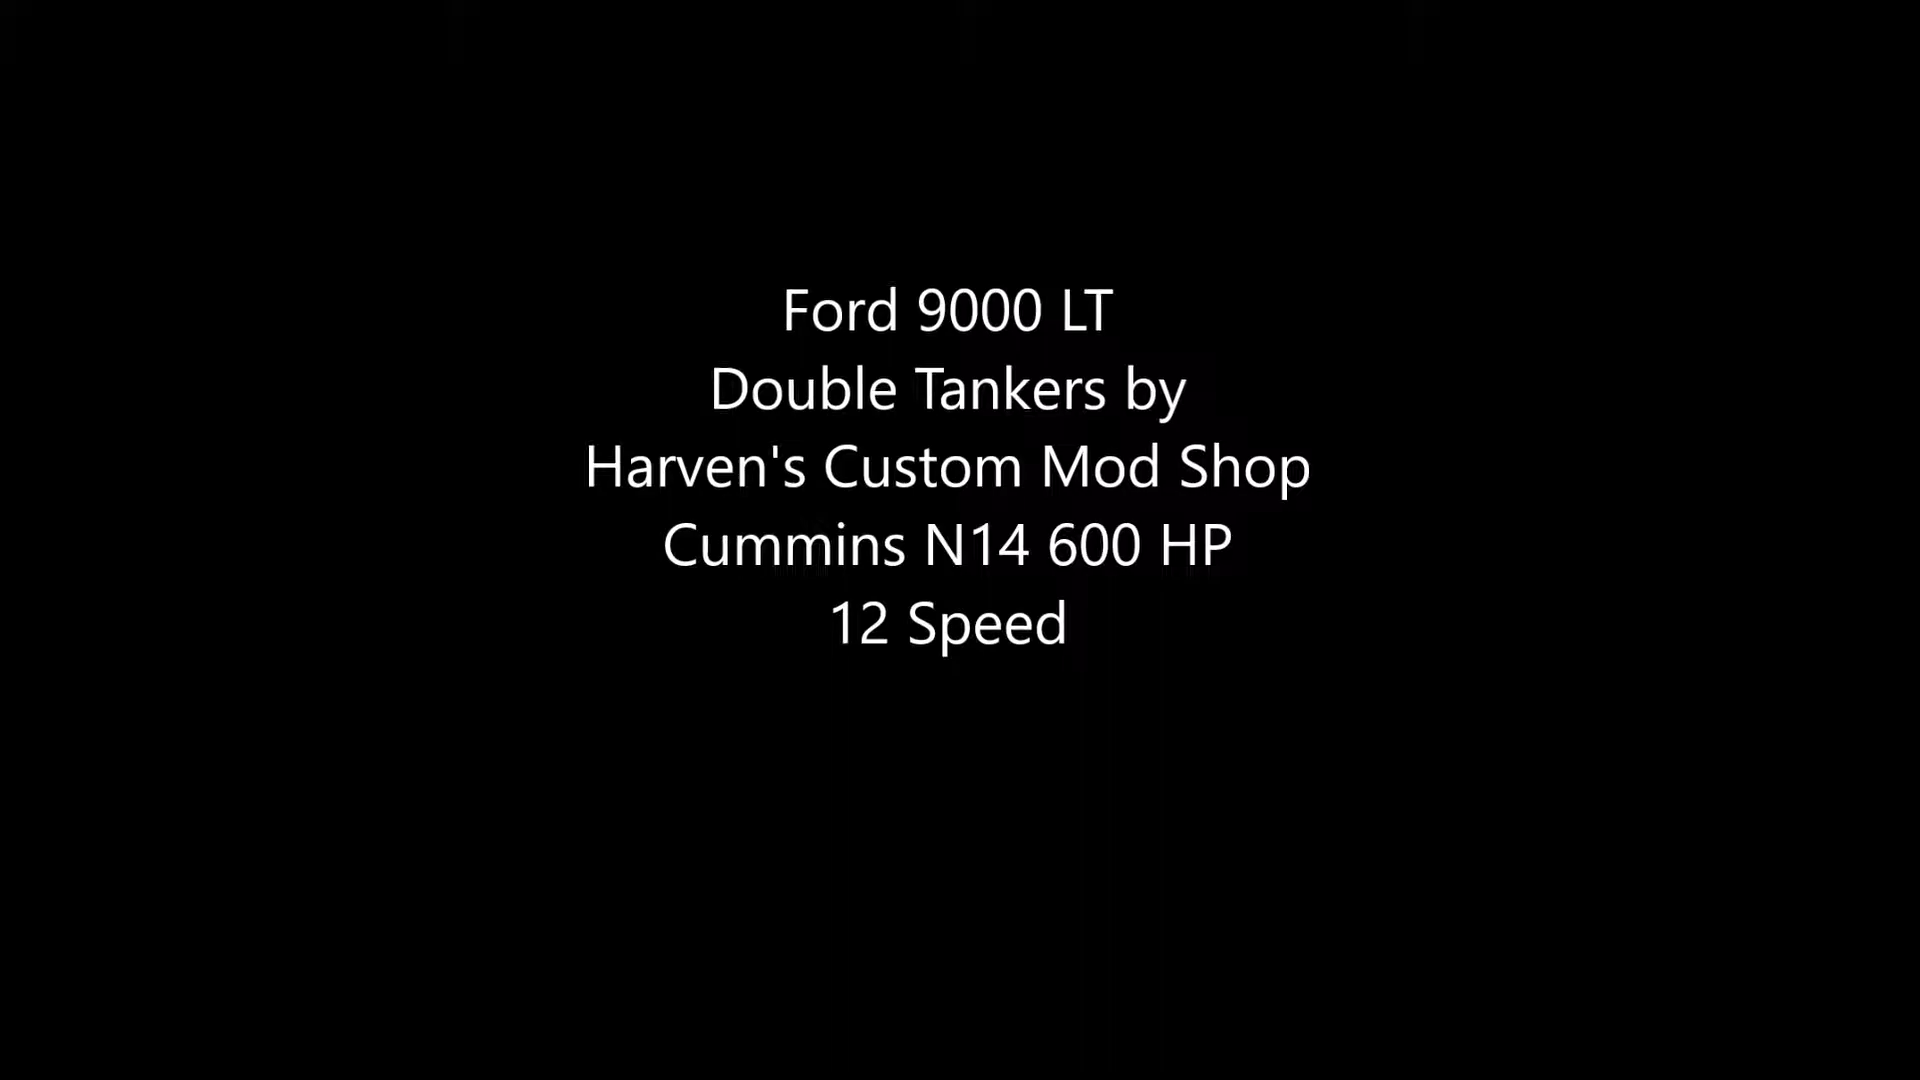 Ford 9000 LT
Double Tankers by
Harven's Custom Mod Shop
Cummins N14 600 HP
12 Speed